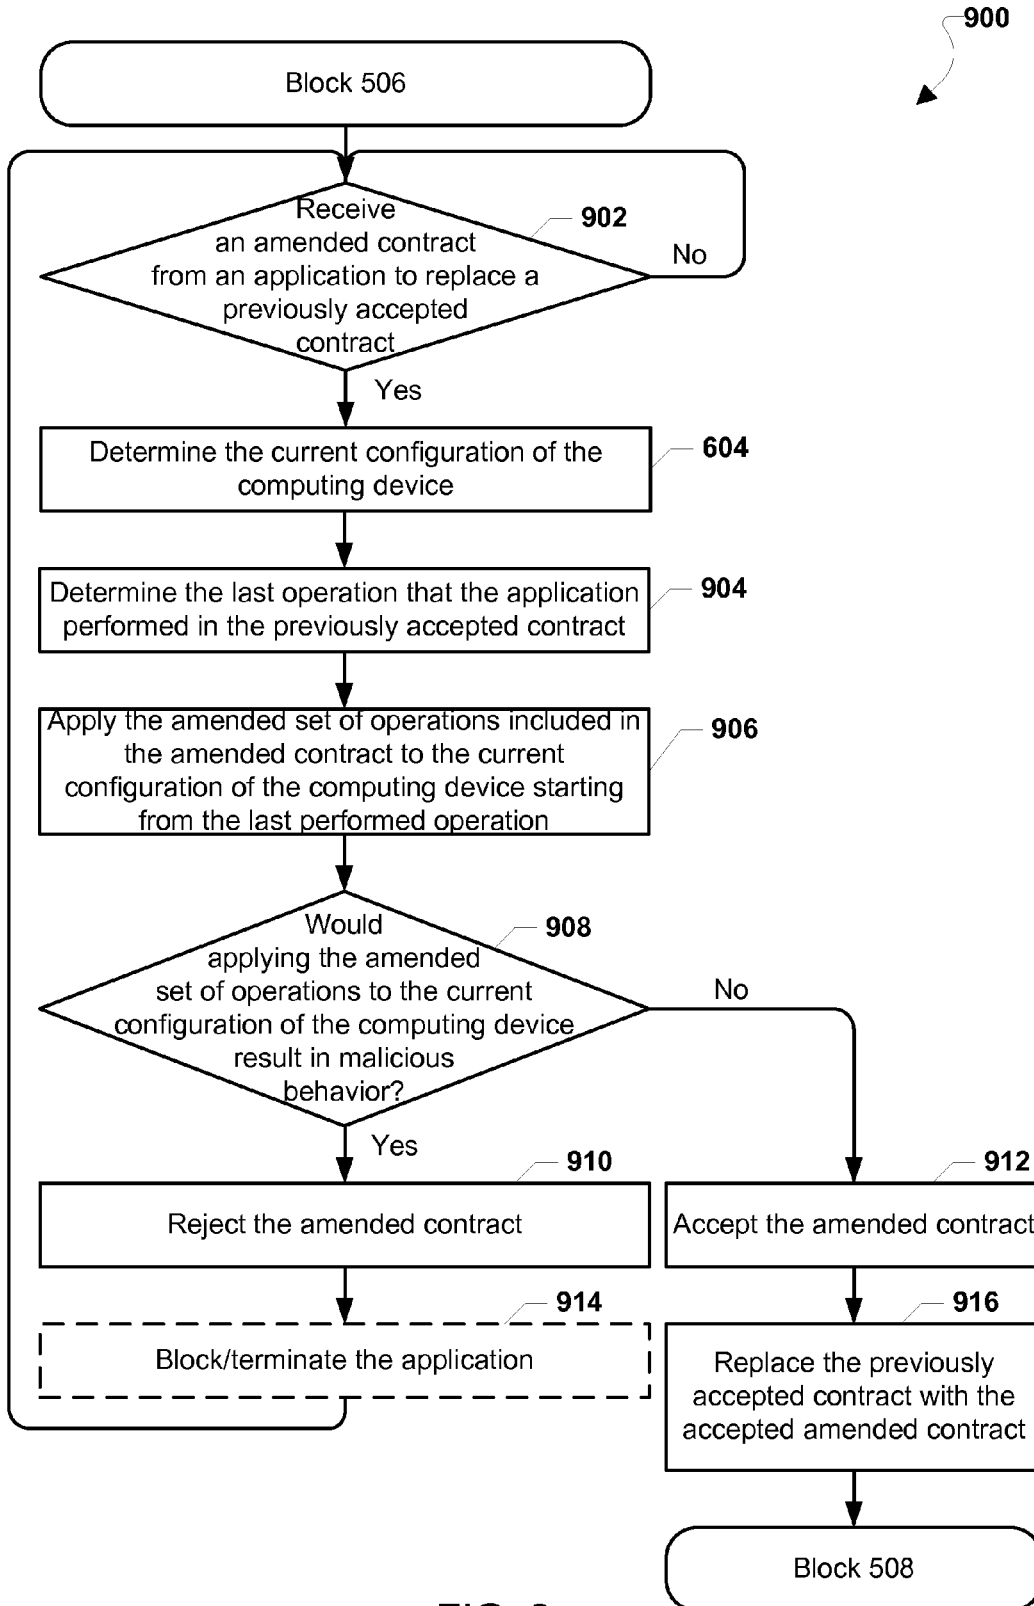 900
Block 506
Receive
an amended contract
from an application to replace a
previously accepted
contract
902
No
Yes
Determine the current configuration of the
computing device
604
Determine the last operation that the application
performed in the previously accepted contract
904
Apply the amended set of operations included in
the amended contract to the current
configuration of the computing device starting
from the last performed operation
906
Would
applying the amended
set of operations to the current
configuration of the computing device
result in malicious
behavior?
908
No
Yes
910
Reject the amended contract
912
Accept the amended contract
914
Block/terminate the application
916
Replace the previously
accepted contract with the
accepted amended contract
Block 508